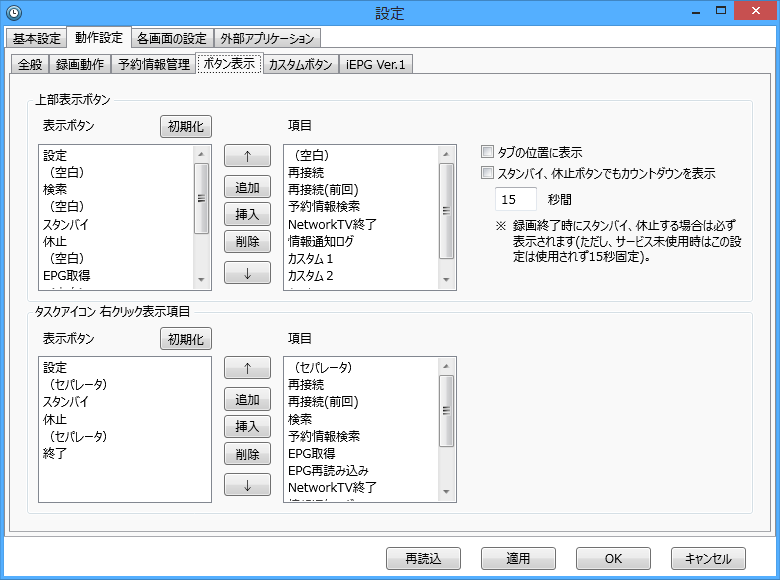 設定
基本設定 動作設定 各画面の設定 外部アプリケーション
全般 録画動作 予約情報管理 ボタン表示 カスタムボタン iEPG Ver.1
上部表示ボタン
表示ボタン 初期化
設定
（空白）
検索
（空白）
スタンバイ
休止
（空白）
EPG取得
↑
追加
挿入
削除
↓
項目
（空白）
再接続
再接続(前回)
予約情報検索
NetworkTV終了
情報通知ログ
カスタム１
カスタム２
タブの位置に表示
スタンバイ、休止ボタンでもカウントダウンを表示
15 秒間
※ 録画終了時にスタンバイ、休止する場合は必ず
表示されます(ただし、サービス未使用時はこの設
定は使用されず15秒固定)。
タスクアイコン 右クリック表示項目
表示ボタン 初期化
設定
（セパレータ）
スタンバイ
休止
（セパレータ）
終了
↑
追加
挿入
削除
↓
項目
（セパレータ）
再接続
再接続(前回)
検索
予約情報検索
EPG取得
EPG再読み込み
NetworkTV終了
再読込 適用 OK キャンセル